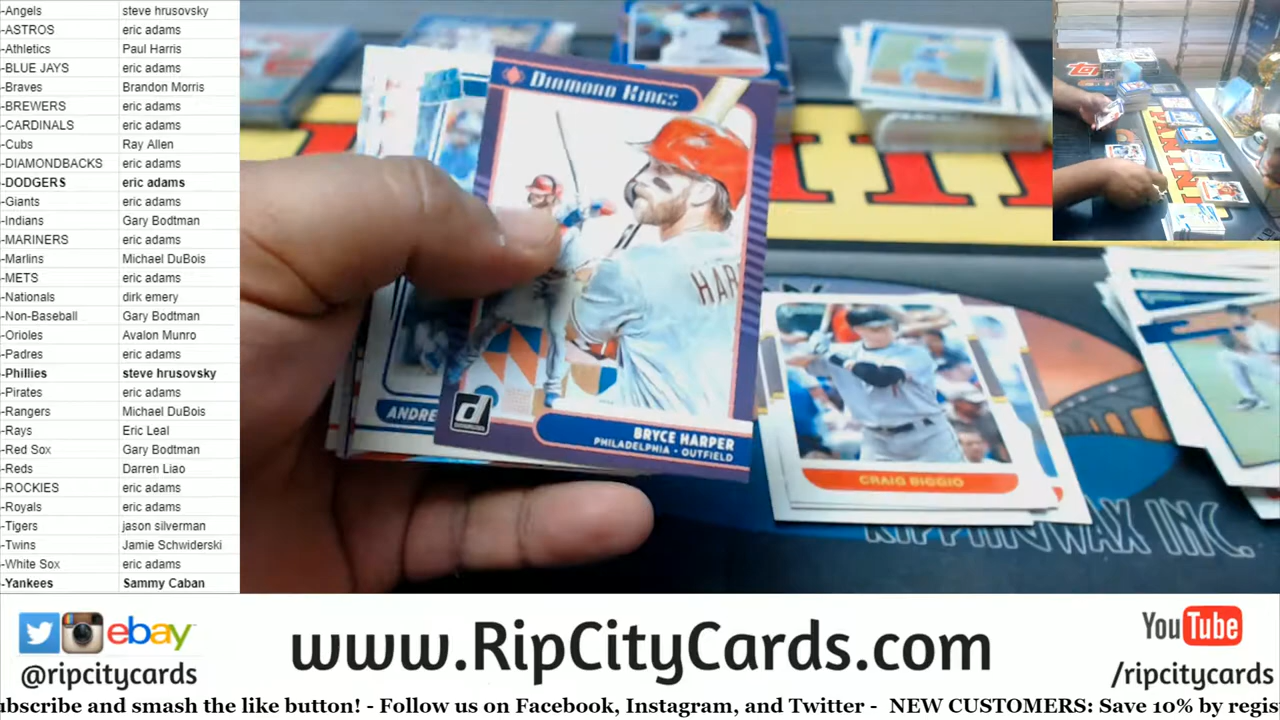 -Angels steve hrusovsky
-ASTROS eric adams
-Athletics Paul Harris
-BLUE JAYS eric adams
-Braves Brandon Morris
-BREWERS eric adams
-CARDINALS eric adams
-Cubs Ray Allen
-DIAMONDBACKS eric adams
-DODGERS eric adams
-Giants eric adams
-Indians Gary Bodtman
-MARINERS eric adams
-Marlins Michael DuBois
-METS eric adams
-Nationals dirk emery
-Non-Baseball Gary Bodtman
-Orioles Avalon Munro
-Padres eric adams
-Phillies steve hrusovsky
-Pirates eric adams
-Rangers Michael DuBois
-Rays Eric Leal
-Red Sox Gary Bodtman
-Reds Darren Liao
-ROCKIES eric adams
-Royals eric adams
-Tigers jason silverman
-Twins Jamie Schwiderski
-White Sox eric adams
-Yankees Sammy Caban
DIAMOND KINGS
HAR
ANDRE
d
BRYCE HARPER
PHILADELPHIA • OUTFIELD
CRAIG BIGGIO
RIPPINWAX INC.
PANINI
ebay
@ripcitycards
www.RipCityCards.com
YouTube
/ripcitycards
ubscribe and smash the like button! - Follow us on Facebook, Instagram, and Twitter - NEW CUSTOMERS: Save 10% by regis